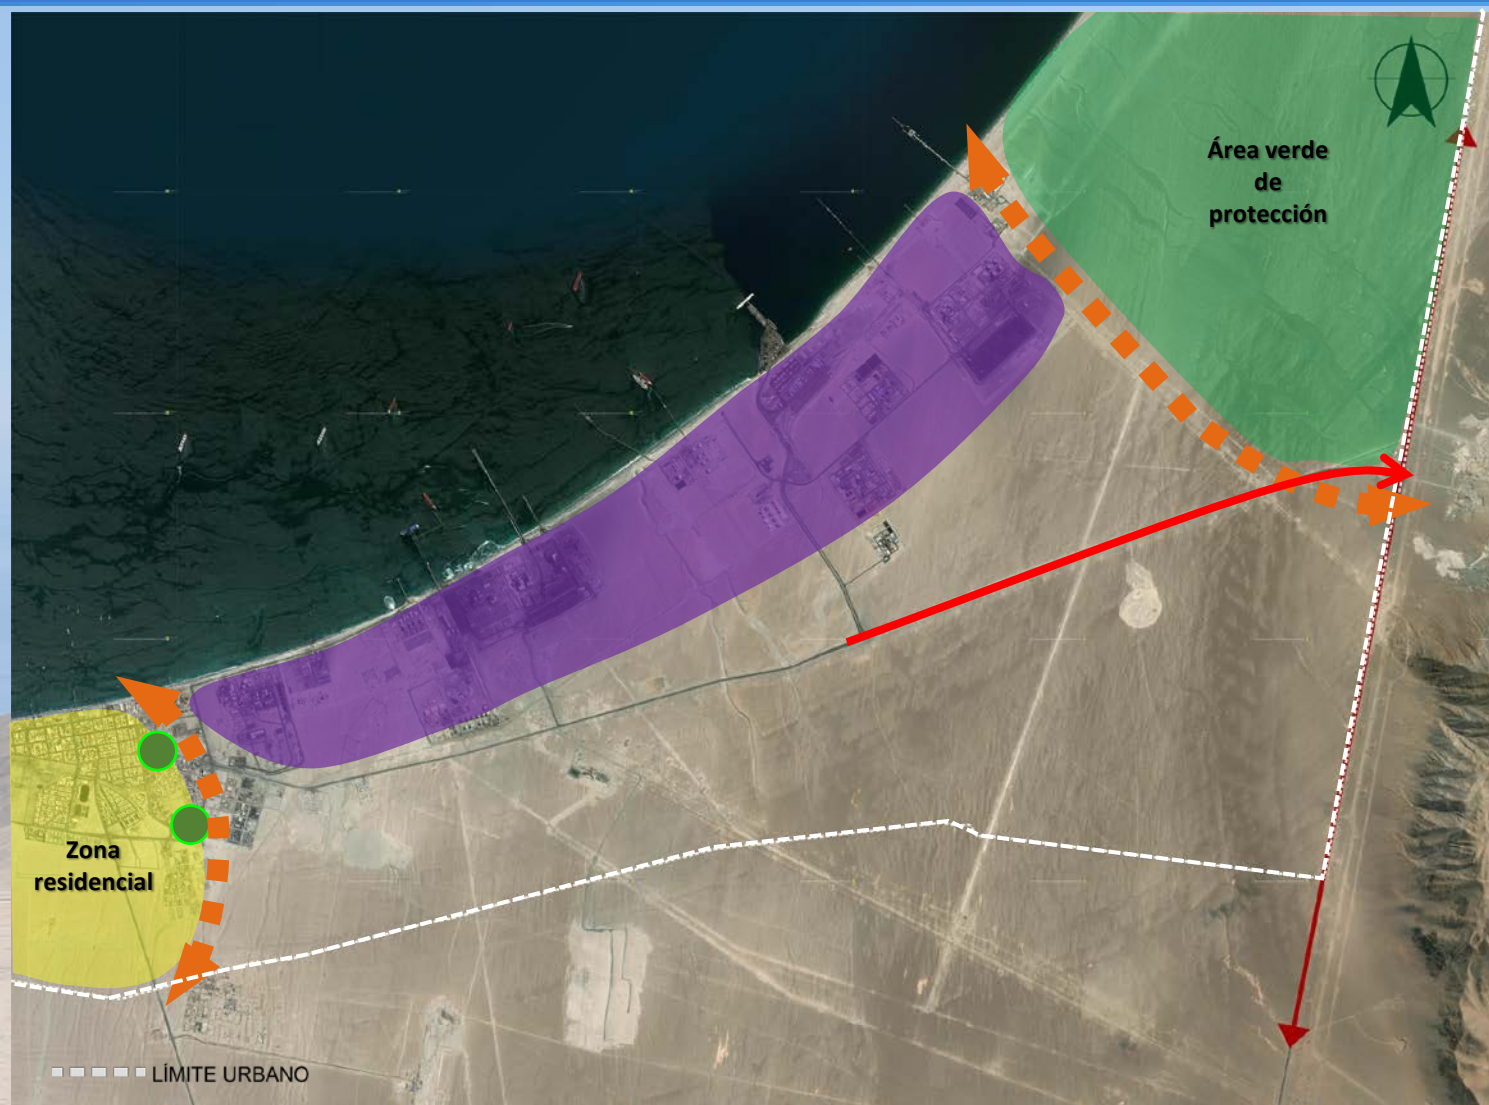 Área verde
de
protección
Zona
residencial
LÍMITE URBANO